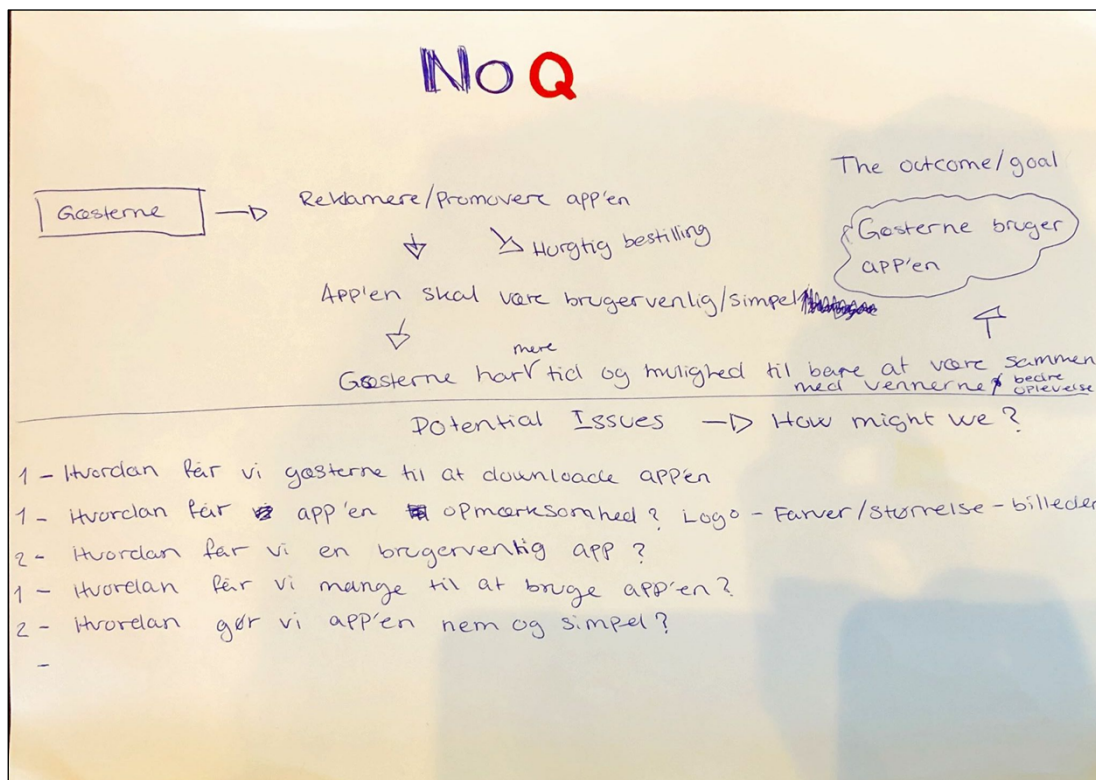 No Q
The outcome/goal
Gæsterne
Reklamere/Promovere app'en
Hurgtig bestilling
Gæsterne bruger
app'en
App'en skal være brugervenlig/simpel
mere
Gæsterne har tid og mulighed til bare at være sammen
med vennerne / bedre
oplevelse
Potential Issues → How might we?
1 - Hvordan får vi gæsterne til at downloade app'en
1 - Hvordan får app'en opmærksomhed? Logo - Farver/størrelse - billeder
2 - Hvordan får vi en brugervenlig app?
1 - Hvordan får vi mange til at bruge app'en?
2 - Hvordan gør vi app'en nem og simpel?
-